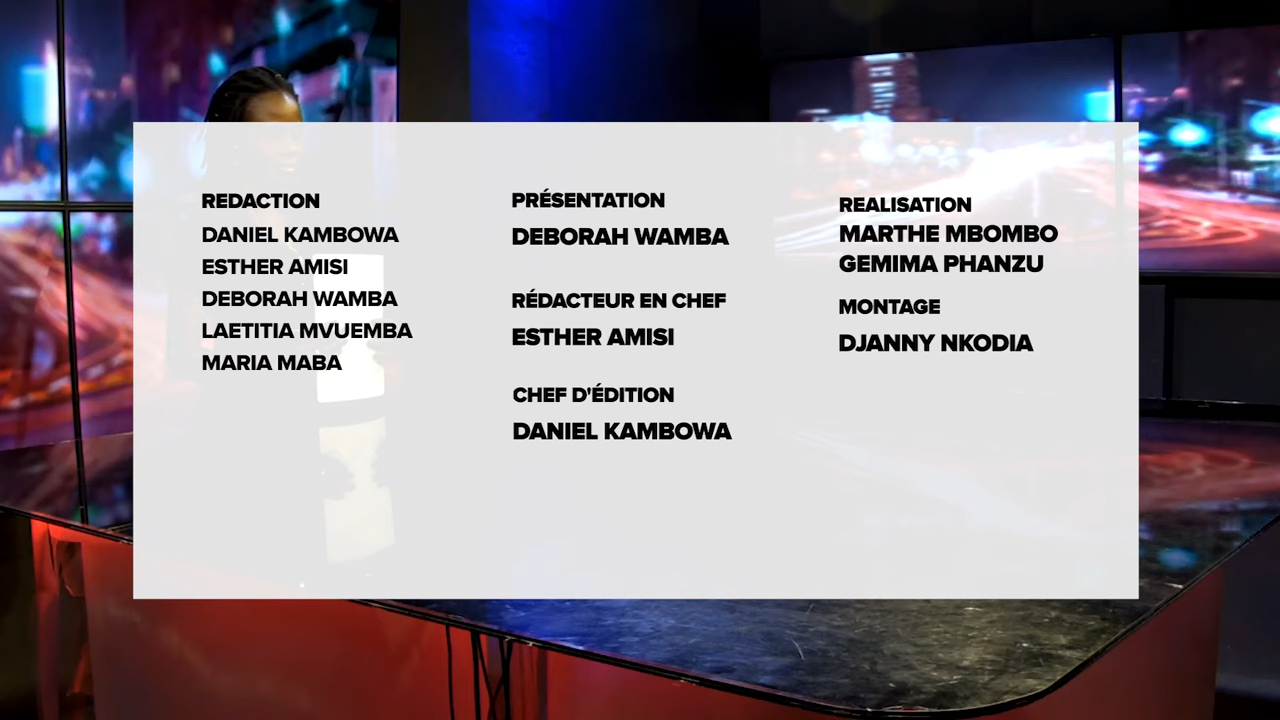 REDACTION
DANIEL KAMBOWA
ESTHER AMISI
DEBORAH WAMBA
LAETITIA MVUEMBA
MARIA MABA
PRÉSENTATION
DEBORAH WAMBA
RÉDACTEUR EN CHEF
ESTHER AMISI
CHEF D'ÉDITION
DANIEL KAMBOWA
REALISATION
MARTHE MBOMBO
GEMIMA PHANZU
MONTAGE
DJANNY NKODIA